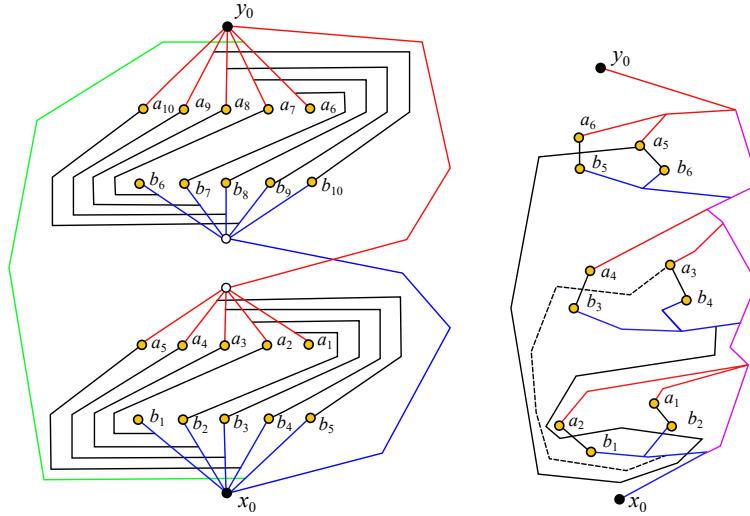 y₀
a₁₀ a₉ a₈ a₇ a₆
b₆ b₇ b₈ b₉ b₁₀
a₅ a₄ a₃ a₂ a₁
b₁ b₂ b₃ b₄ b₅
x₀
y₀
a₆ a₅
b₅ b₆
a₄ a₃
b₃ b₄
a₁
a₂ b₂
b₁
x₀